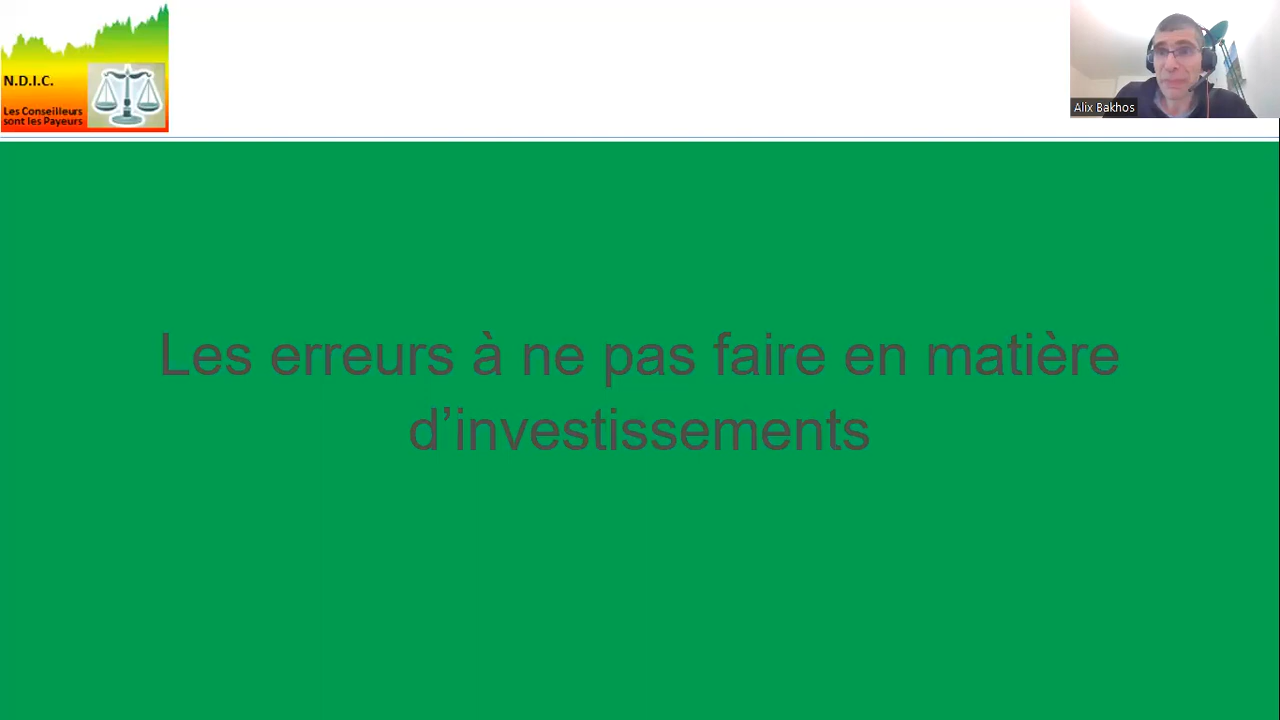 N.D.I.C.
Les Conseilleurs
sont les Payeurs
Alix Bakhos
Les erreurs à ne pas faire en matière
d’investissements